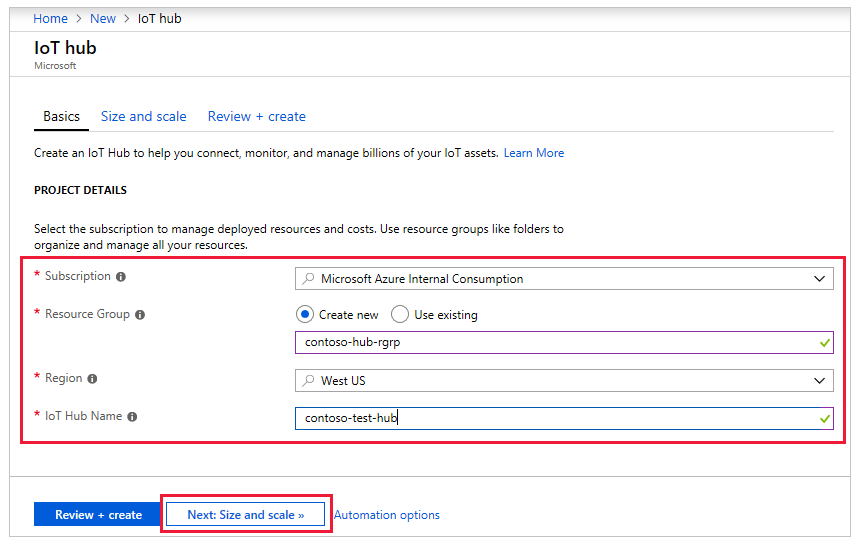 Home > New > IoT hub
IoT hub
Microsoft
Basics Size and scale Review + create
Create an IoT Hub to help you connect, monitor, and manage billions of your IoT assets. Learn More
PROJECT DETAILS
Select the subscription to manage deployed resources and costs. Use resource groups like folders to
organize and manage all your resources.
* Subscription Microsoft Azure Internal Consumption
* Resource Group Create new Use existing
contoso-hub-rgrp
* Region West US
* IoT Hub Name contoso-test-hub
Review + create Next: Size and scale » Automation options